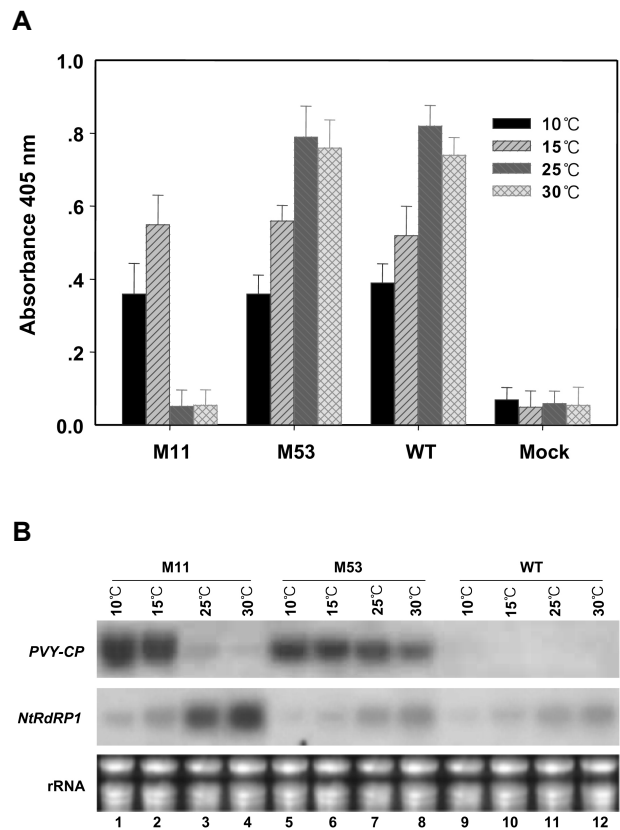 A
1.0
.8
.6
.4
.2
0.0
Absorbance 405 nm
10℃
15℃
25℃
30℃
M11 M53 WT Mock
B
M11 M53 WT
10℃ 15℃ 25℃ 30℃ 10℃ 15℃ 25℃ 30℃ 10℃ 15℃ 25℃ 30℃
PVY-CP
NtRdRP1
rRNA
1 2 3 4 5 6 7 8 9 10 11 12